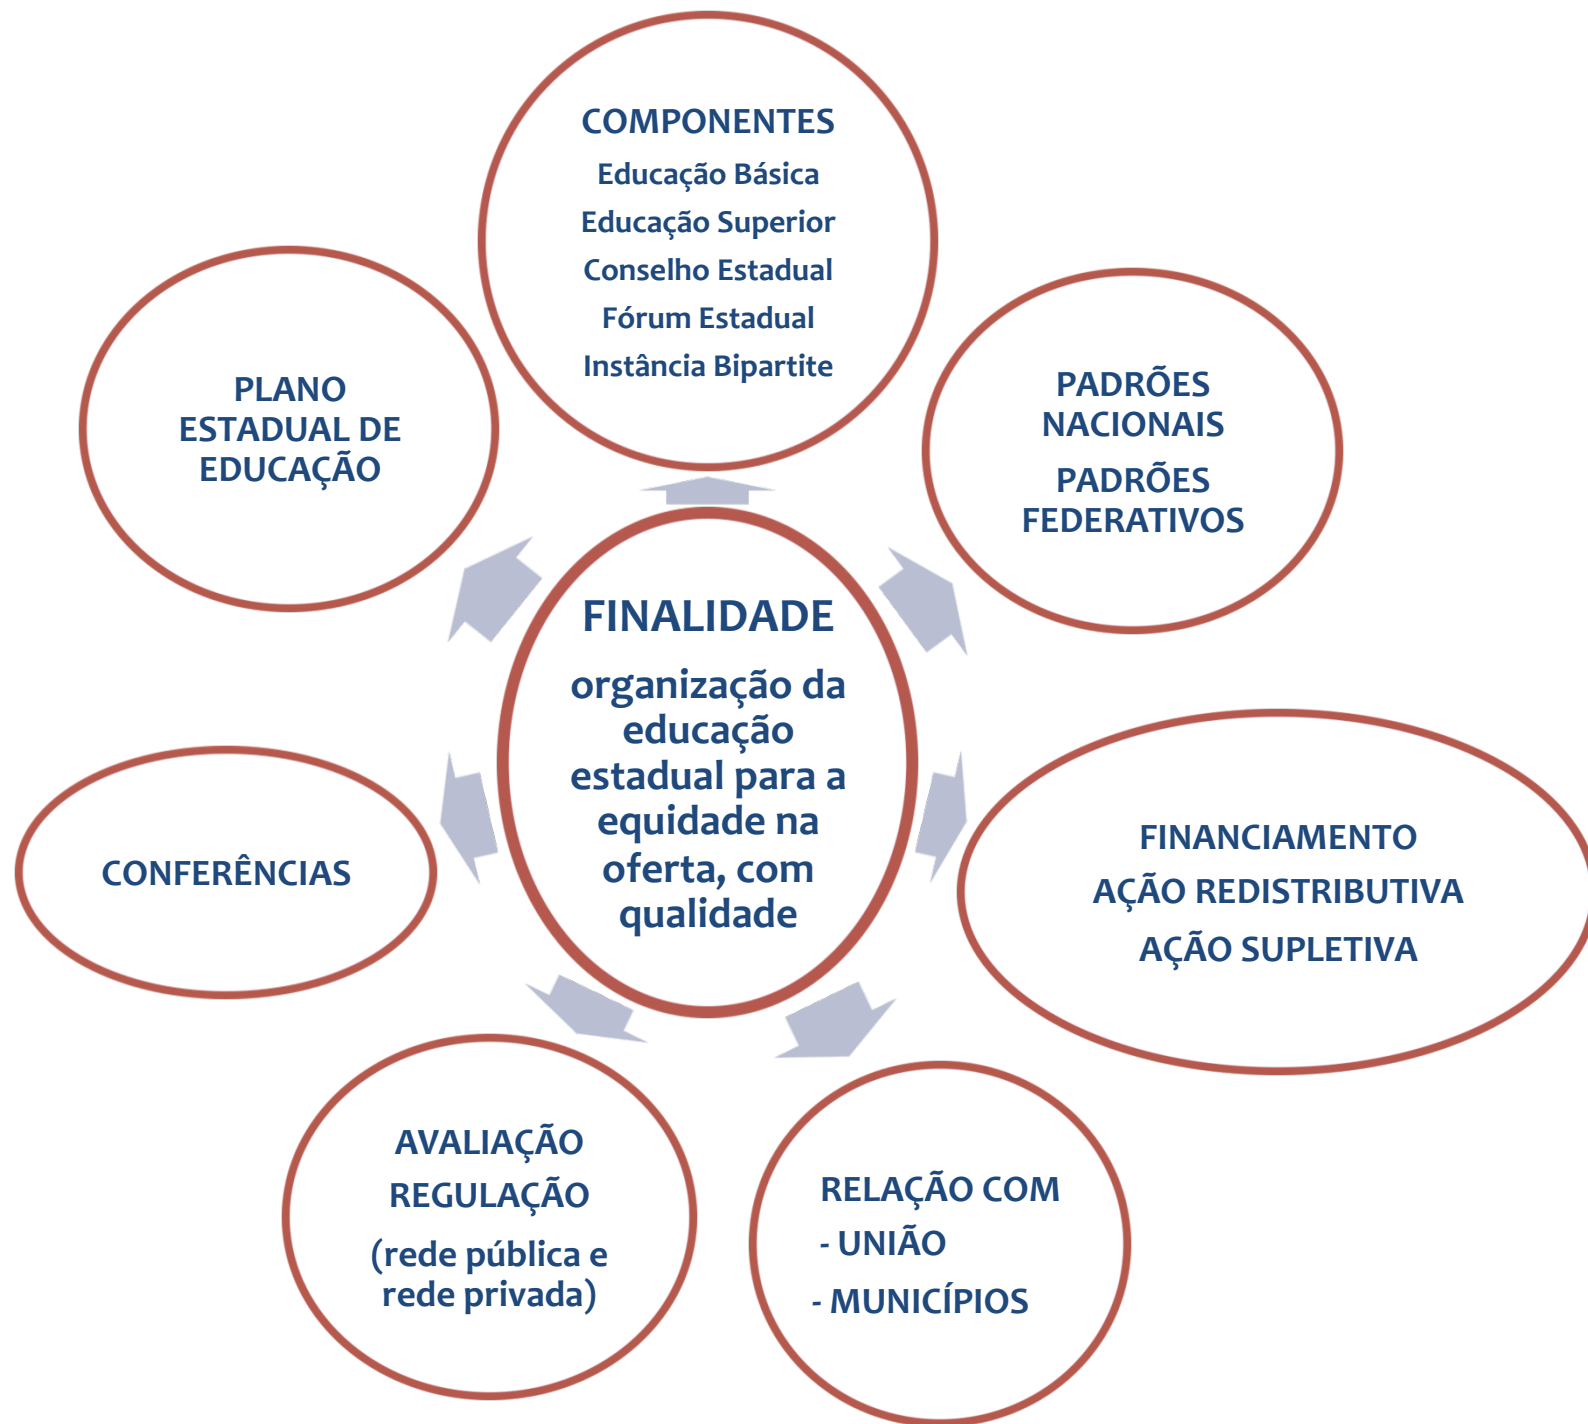 COMPONENTES
Educação Básica
Educação Superior
Conselho Estadual
Fórum Estadual
Instância Bipartite
PLANO
ESTADUAL DE
EDUCAÇÃO
PADRÕES
NACIONAIS
PADRÕES
FEDERATIVOS
FINALIDADE
organização da
educação
estadual para a
equidade na
oferta, com
qualidade
CONFERÊNCIAS
FINANCIAMENTO
AÇÃO REDISTRIBUTIVA
AÇÃO SUPLETIVA
AVALIAÇÃO
REGULAÇÃO
(rede pública e
rede privada)
RELAÇÃO COM
- UNIÃO
- MUNICÍPIOS